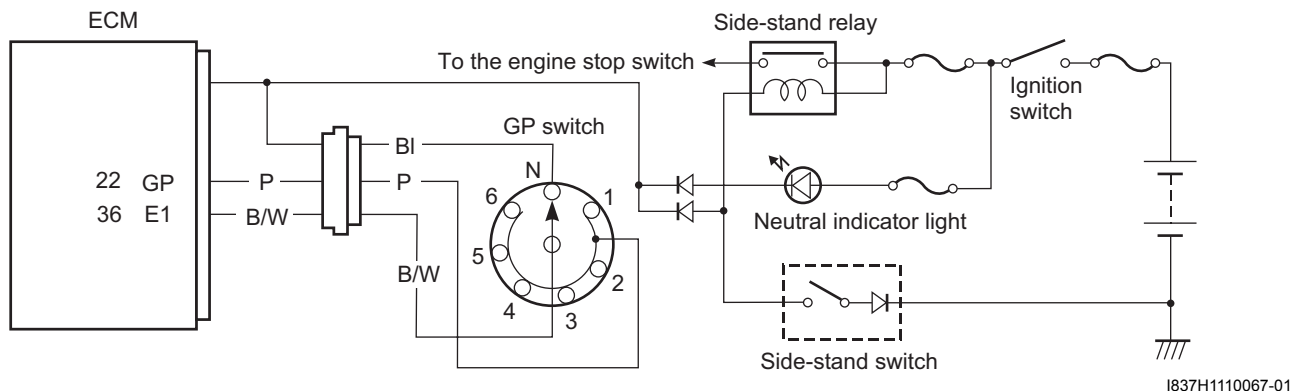 ECM
Side-stand relay
To the engine stop switch
Ignition
switch
GP switch
Bl
N
22 GP
P
P
6
1
36 E1
B/W
Neutral indicator light
5
2
B/W
4
3
Side-stand switch
I837H1110067-01